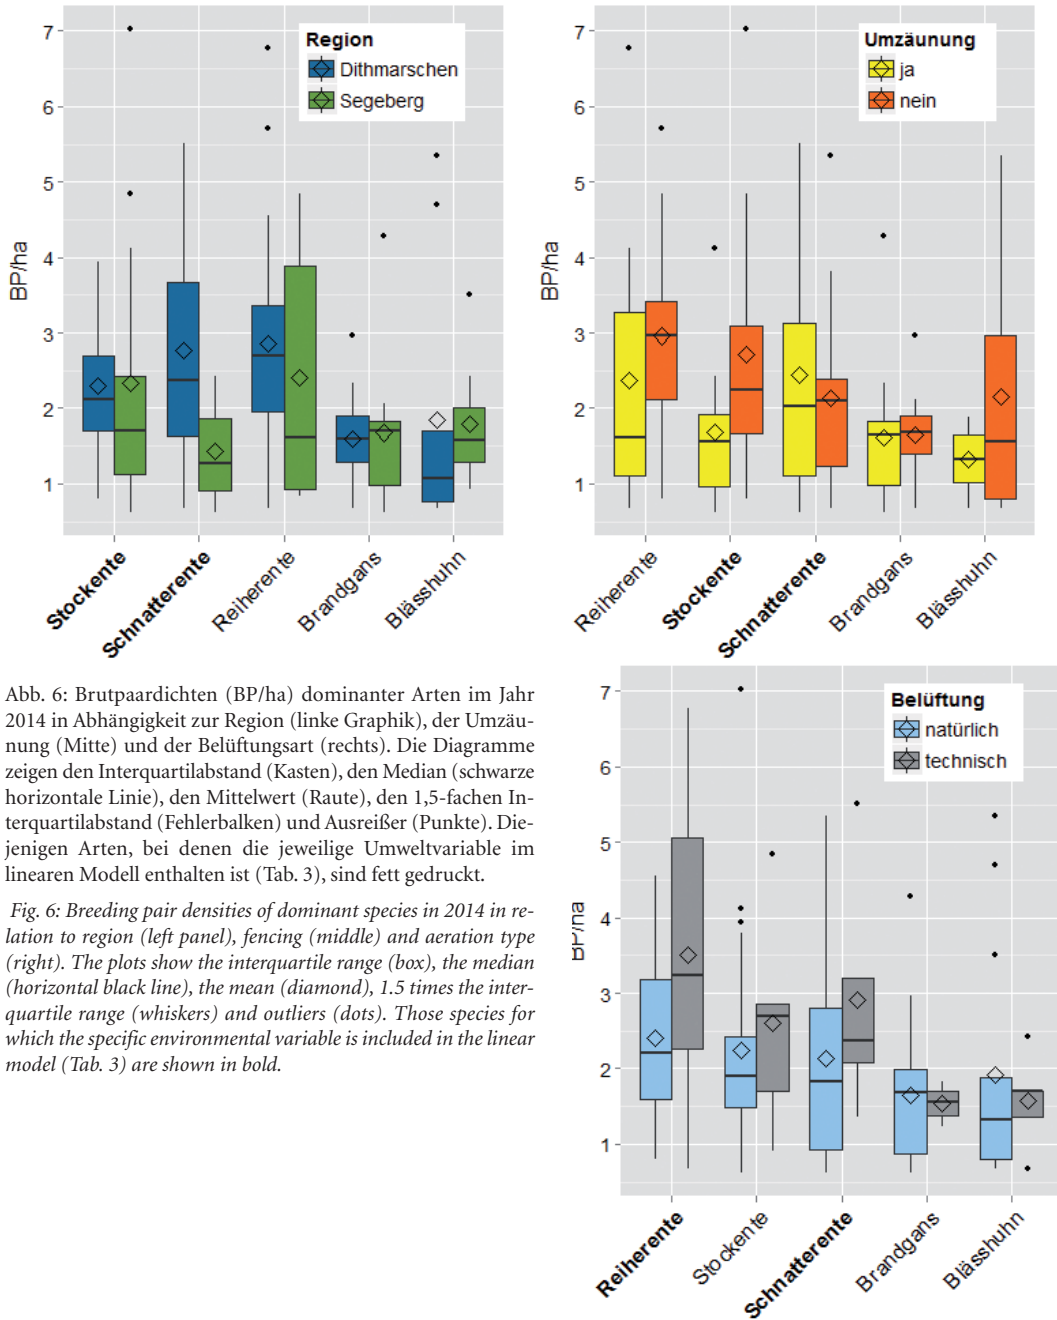 7
6
5
4
3
2
1
BP/ha
Region
Dithmarschen
Segeberg
Stockente
Schnatterente
Reiherente
Brandgans
Blässhuhn
7
6
5
4
3
2
1
BP/ha
Umzäunung
ja
nein
Reiherente
Stockente
Schnatterente
Brandgans
Blässhuhn
Abb. 6: Brutpaardichten (BP/ha) dominanter Arten im Jahr
2014 in Abhängigkeit zur Region (linke Graphik), der Umzäu-
nung (Mitte) und der Belüftungsart (rechts). Die Diagramme
zeigen den Interquartilabstand (Kasten), den Median (schwarze
horizontale Linie), den Mittelwert (Raute), den 1,5-fachen In-
terquartilabstand (Fehlerbalken) und Ausreißer (Punkte). Die-
jenigen Arten, bei denen die jeweilige Umweltvariable im
linearen Modell enthalten ist (Tab. 3), sind fett gedruckt.
Fig. 6: Breeding pair densities of dominant species in 2014 in re-
lation to region (left panel), fencing (middle) and aeration type
(right). The plots show the interquartile range (box), the median
(horizontal black line), the mean (diamond), 1.5 times the inter-
quartile range (whiskers) and outliers (dots). Those species for
which the specific environmental variable is included in the linear
model (Tab. 3) are shown in bold.
7
6
5
4
3
2
1
BP/ha
Belüftung
natürlich
technisch
Reiherente
Stockente
Schnatterente
Brandgans
Blässhuhn